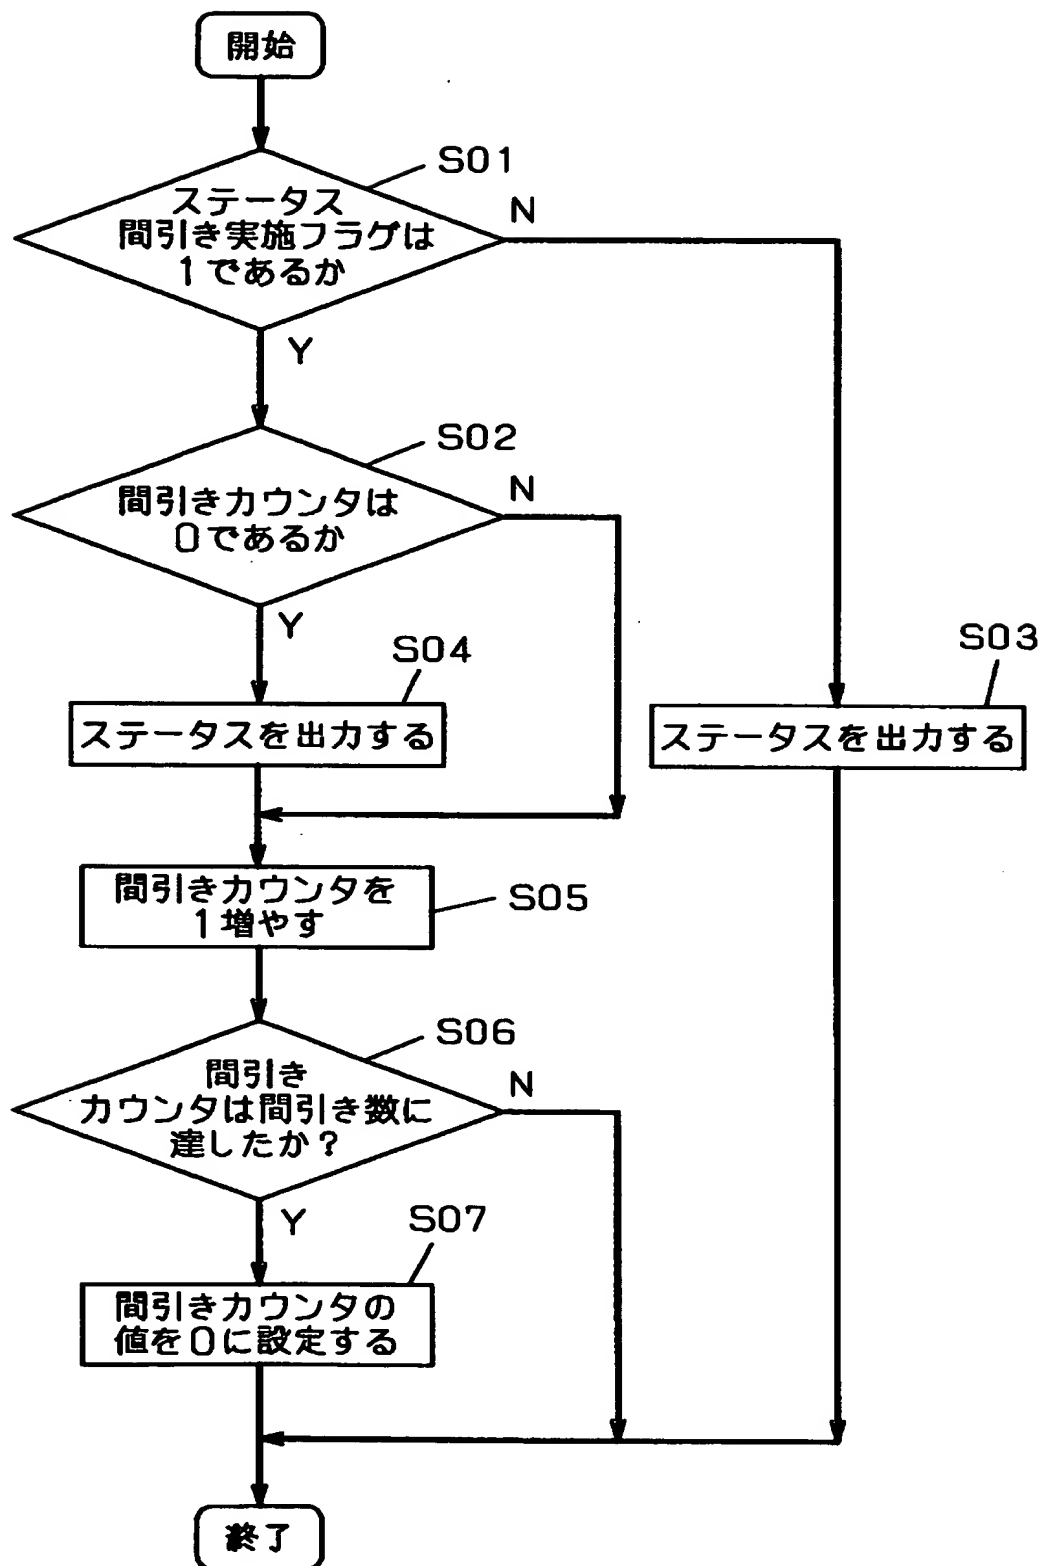 開始
S01
ステータス
間引き実施フラグは
1であるか
N
Y
S02
間引きカウンタは
0であるか
N
Y
S04
ステータスを出力する
S03
ステータスを出力する
間引きカウンタを
1増やす
S05
S06
間引き
カウンタは間引き数に
達したか?
N
Y
S07
間引きカウンタの
値を0に設定する
終了